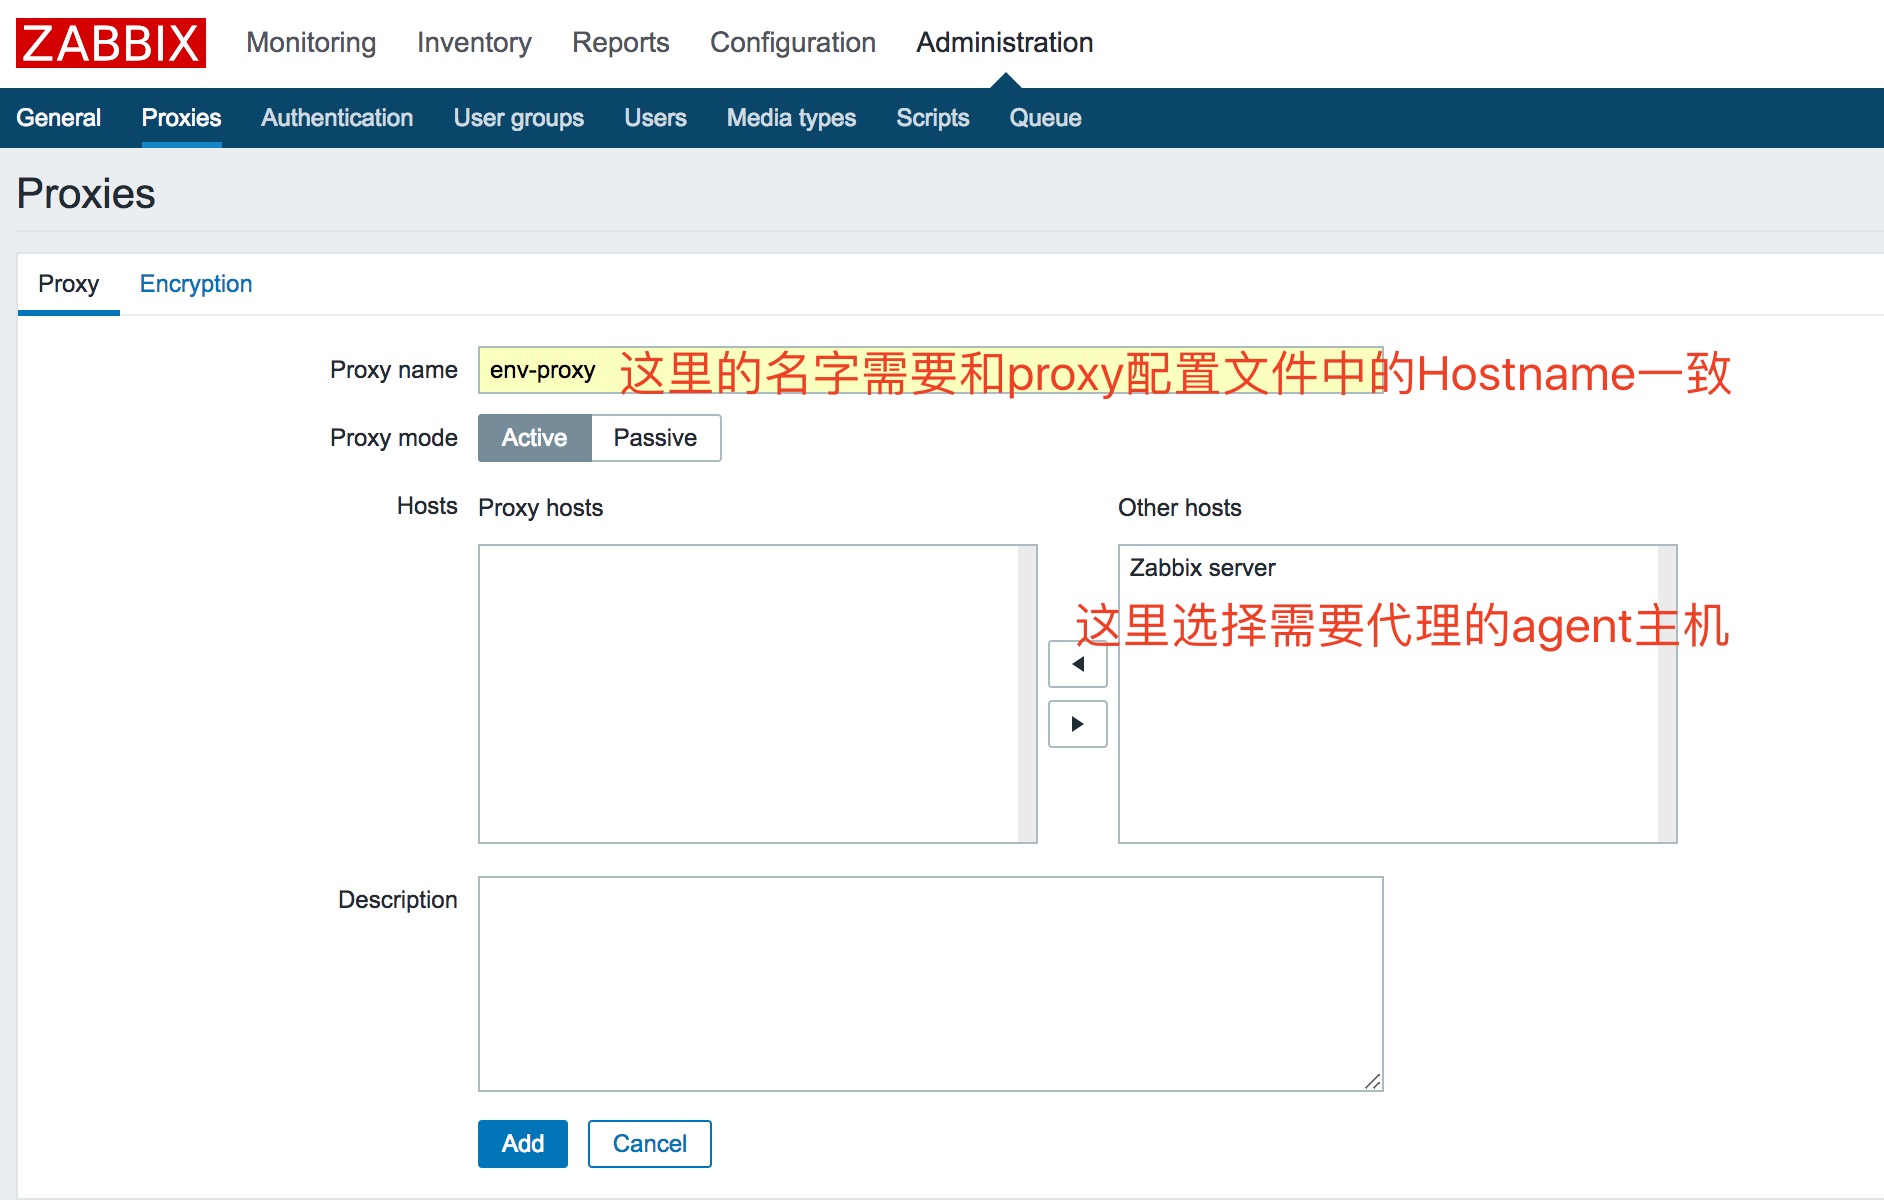 ZABBIX Monitoring Inventory Reports Configuration Administration
General Proxies Authentication User groups Users Media types Scripts Queue
Proxies
Proxy Encryption
Proxy name env-proxy 这里的名字需要和proxy配置文件中的Hostname一致
Proxy mode Active Passive
Hosts Proxy hosts Other hosts
Zabbix server
这里选择需要代理的agent主机
Description
Add Cancel